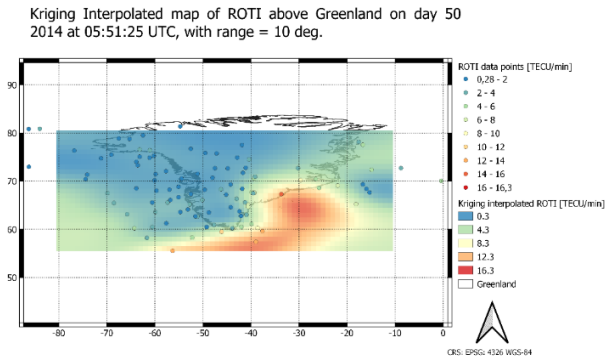 Kriging Interpolated map of ROTI above Greenland on day 50
2014 at 05:51:25 UTC, with range = 10 deg.
ROTI data points [TECU/min]
0,28 - 2
2 - 4
4 - 6
6 - 8
8 - 10
10 - 12
12 - 14
14 - 16
16 - 16,3
Kriging interpolated ROTI [TECU/min]
0.3
4.3
8.3
12.3
16.3
Greenland
90
80
70
60
50
-80
-70
-60
-50
-40
-30
-20
-10
0
CRS: EPSG: 4326 WGS-84